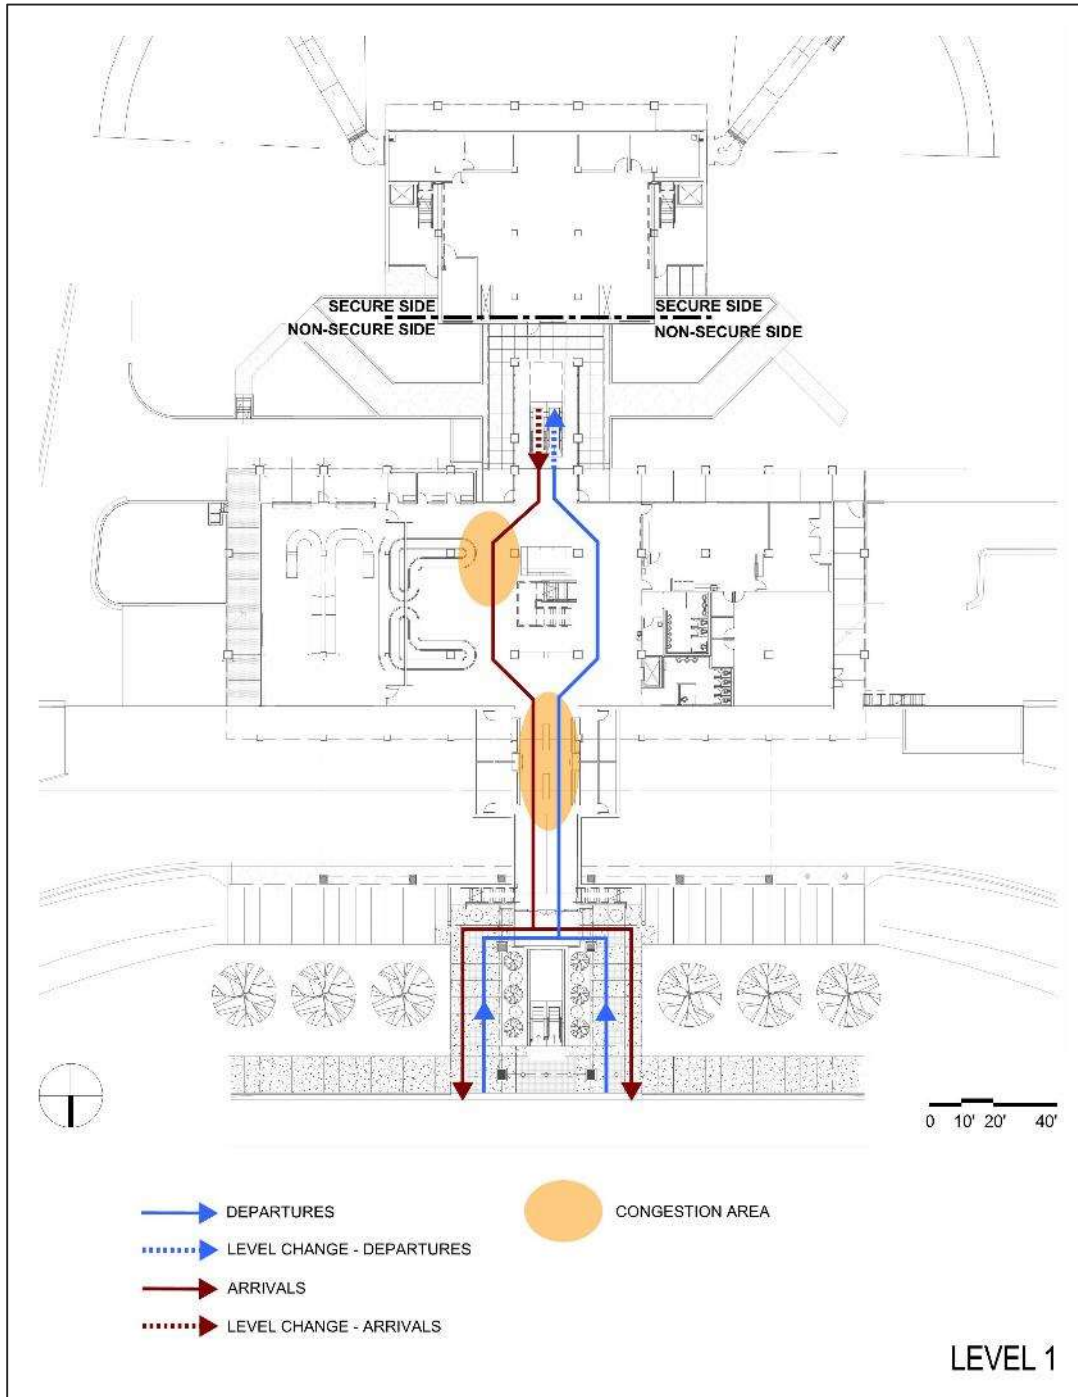 SECURE SIDE
SECURE SIDE
NON-SECURE SIDE
NON-SECURE SIDE
0 10' 20' 40'
DEPARTURES
CONGESTION AREA
LEVEL CHANGE - DEPARTURES
ARRIVALS
LEVEL CHANGE - ARRIVALS
LEVEL 1